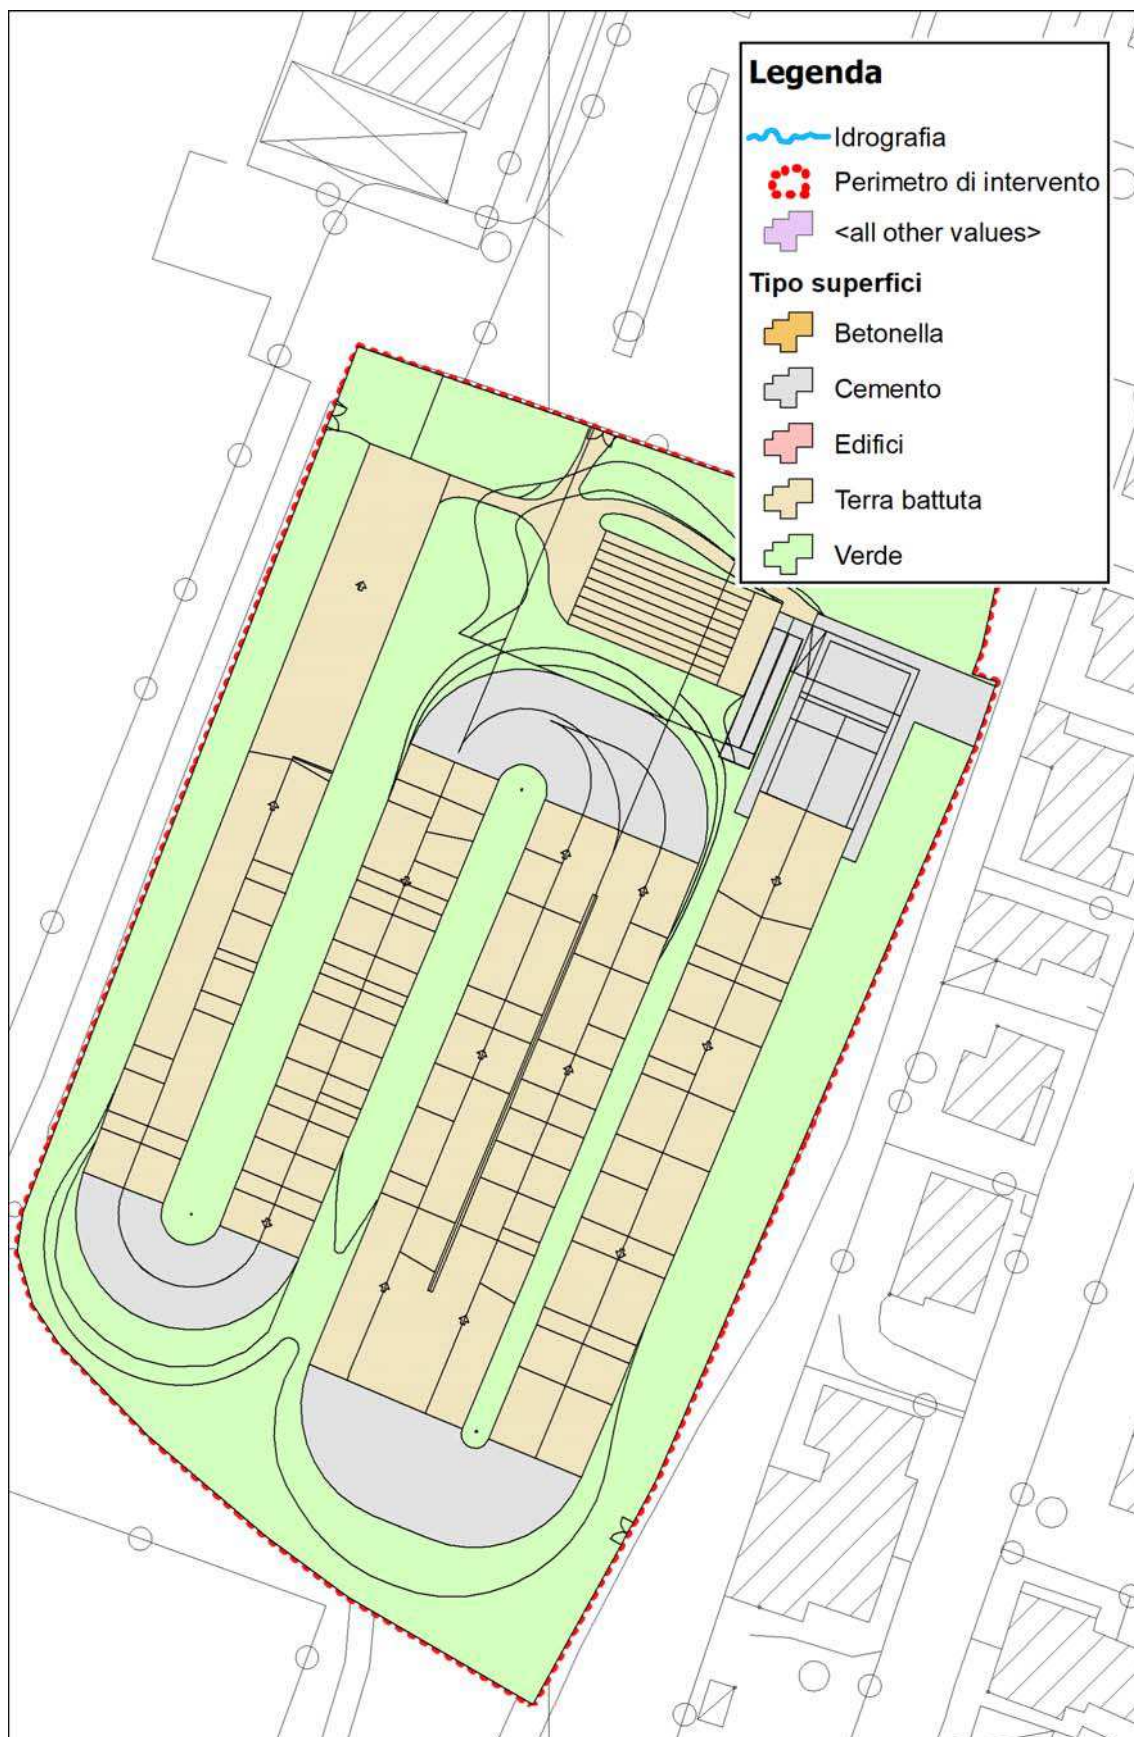 Legenda
Idrografia
Perimetro di intervento
<all other values>
Tipo superfici
Betonella
Cemento
Edifici
Terra battuta
Verde